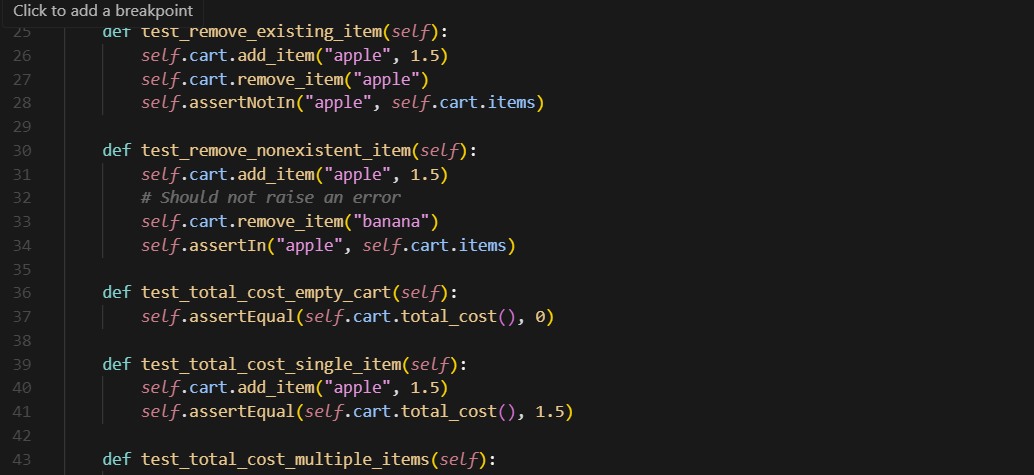 Click to add a breakpoint
25 def test_remove_existing_item(self):
26 self.cart.add_item("apple", 1.5)
27 self.cart.remove_item("apple")
28 self.assertNotIn("apple", self.cart.items)
29
30 def test_remove_nonexistent_item(self):
31 self.cart.add_item("apple", 1.5)
32 # Should not raise an error
33 self.cart.remove_item("banana")
34 self.assertIn("apple", self.cart.items)
35
36 def test_total_cost_empty_cart(self):
37 self.assertEqual(self.cart.total_cost(), 0)
38
39 def test_total_cost_single_item(self):
40 self.cart.add_item("apple", 1.5)
41 self.assertEqual(self.cart.total_cost(), 1.5)
42
43 def test_total_cost_multiple_items(self):